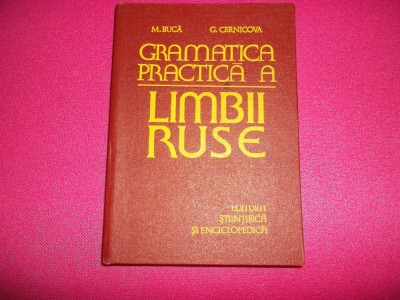 M. BUCĂ G. CERNICOVA
GRAMATICA
PRACTICĂ A
LIMBII
RUSE
EDITURA
ȘTIINȚIFICĂ
ȘI ENCICLOPEDICĂ